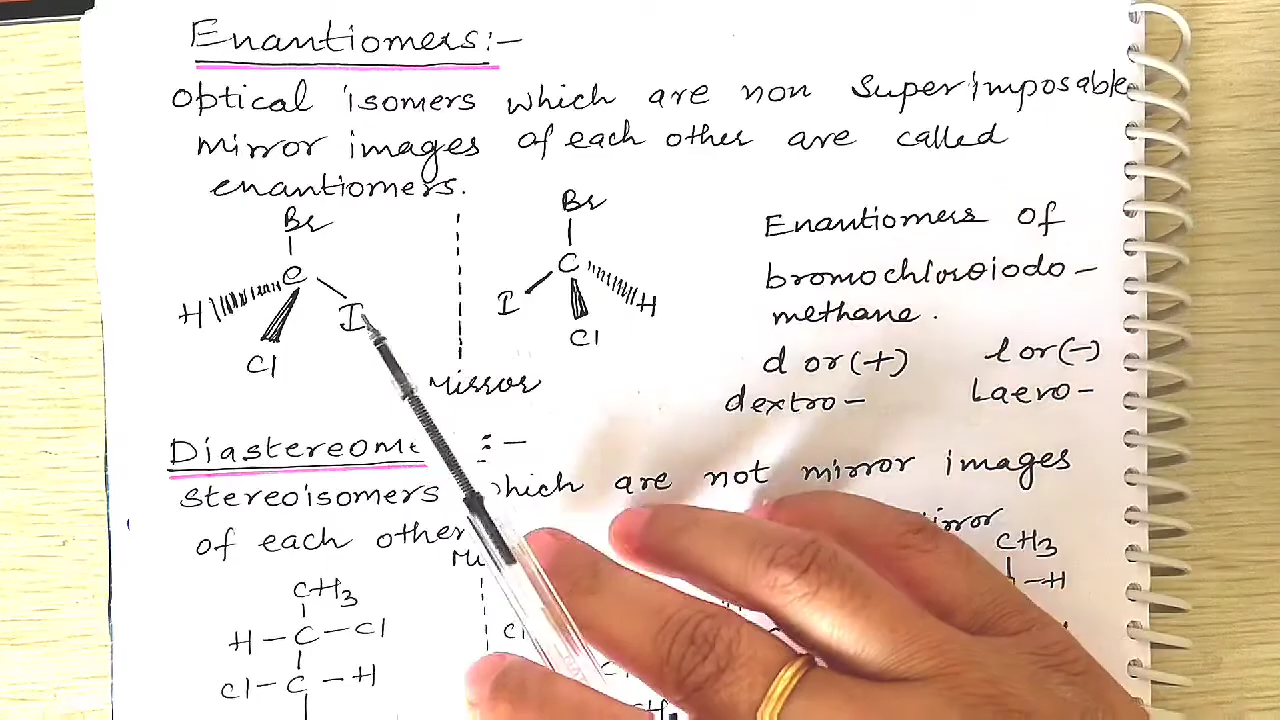 Enantiomers:-
Optical isomers which are non Superimposable
mirror images of each other are called
enantiomers.
Br Br
C C
H I I H
Cl Cl
Mirror
Enantiomers of
bromochloroiodo-
methane.
d or (+) l or (-)
dextro- Laevo-
Diastereome :-
stereoisomers which are not mirror images
of each other
CH3 CH3
H-C-Cl
-H
Cl-C-H